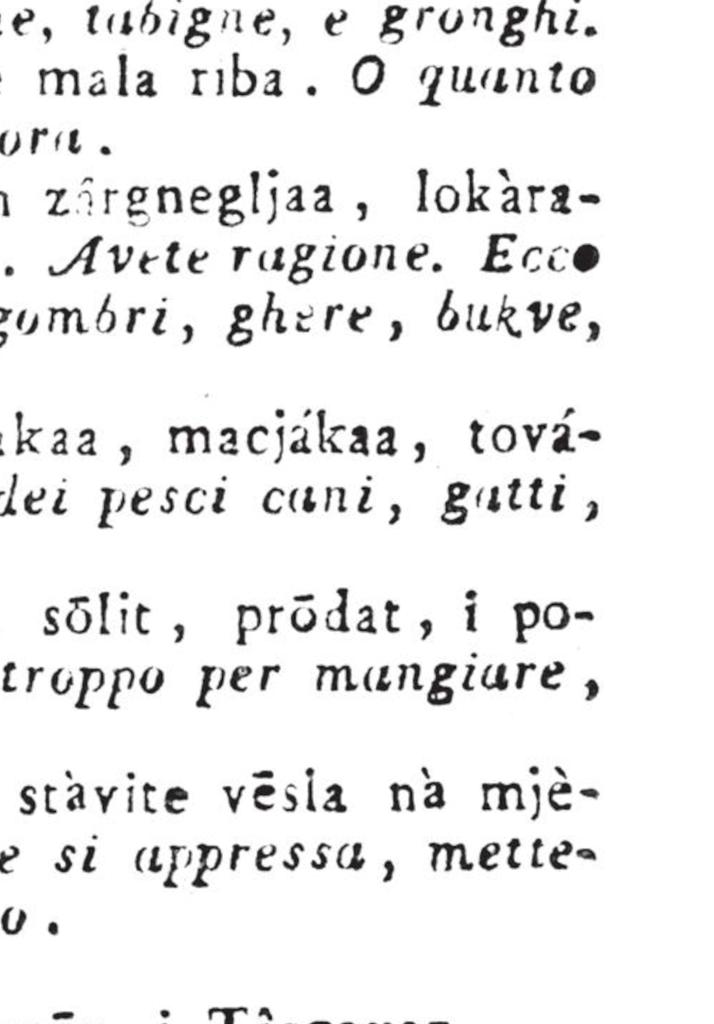 tabigne, e gronghi.
mala riba. O quanto
ora.
zârgnegljaa, lokàra-
. Avete ragione. Ecco
gombri, ghere, bukve,
kaa, macjákaa, tová-
dei pesci cani, gatti,
sōlit, prōdat, i po-
troppo per mangiare,
stàvite vēsla nà mjè-
e si appressa, mette-
o.